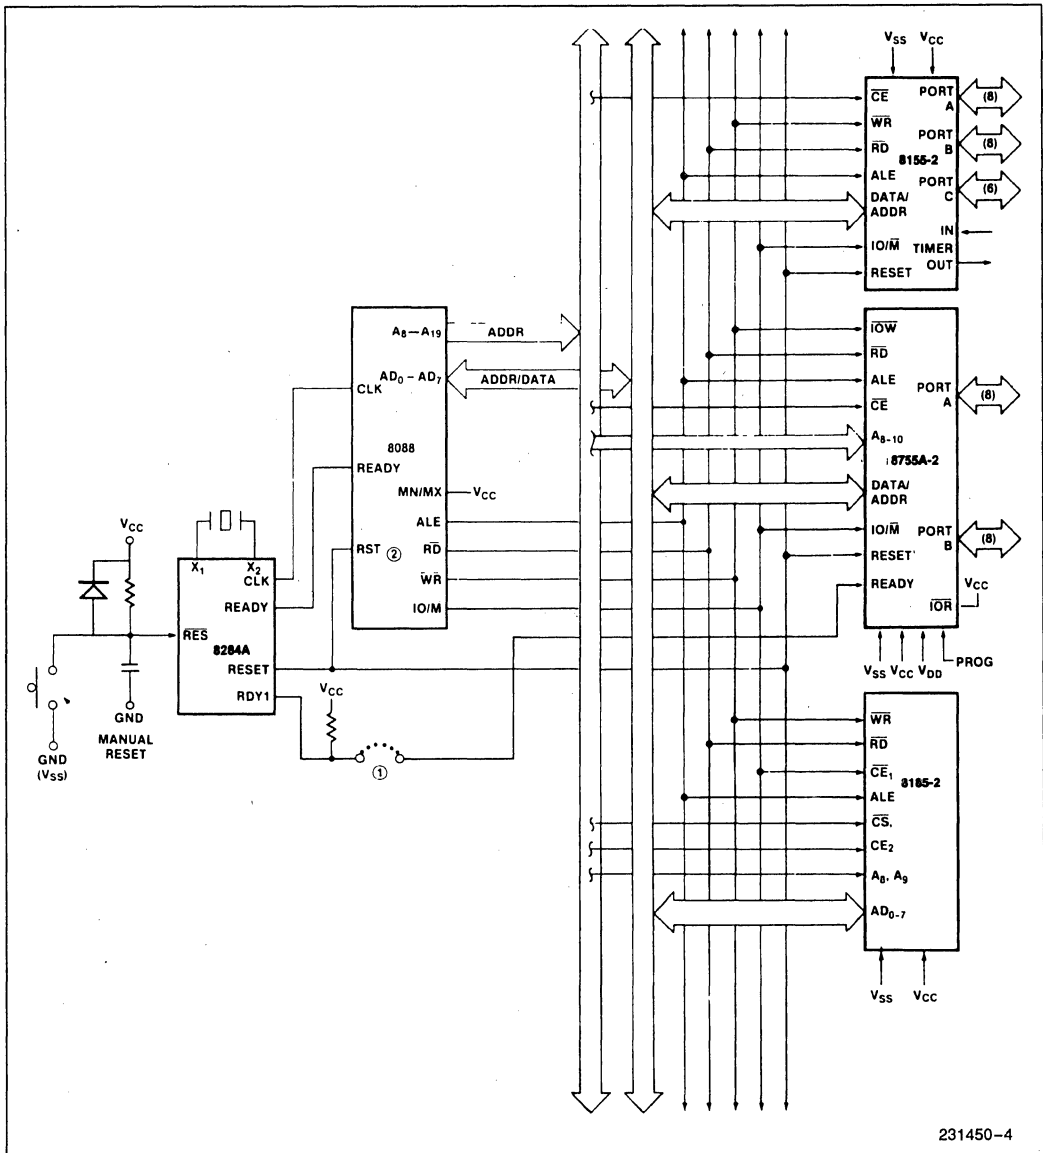 VSS VCC
CE
PORT A
(8)
WR
PORT B
(8)
RD
8155-2
ALE
PORT C
(6)
DATA/
ADDR
IN
IO/M
TIMER
OUT
RESET
A8—A19
ADDR
AD0 – AD7
ADDR/DATA
CLK
8088
READY
MN/MX
VCC
ALE
RST
②
RD
WR
IO/M
IOW
RD
ALE
PORT A
(8)
CE
A8-10
8755A-2
DATA/
ADDR
IO/M
PORT B
(8)
RESET
READY
VCC
IOR
VSS VCC VDD
PROG
VCC
X1 X2
CLK
READY
RES
8284A
RESET
RDY1
VCC
①
GND
MANUAL
RESET
GND
(VSS)
WR
RD
CE1
8185-2
ALE
CS
CE2
A8, A9
AD0-7
VSS VCC
231450–4